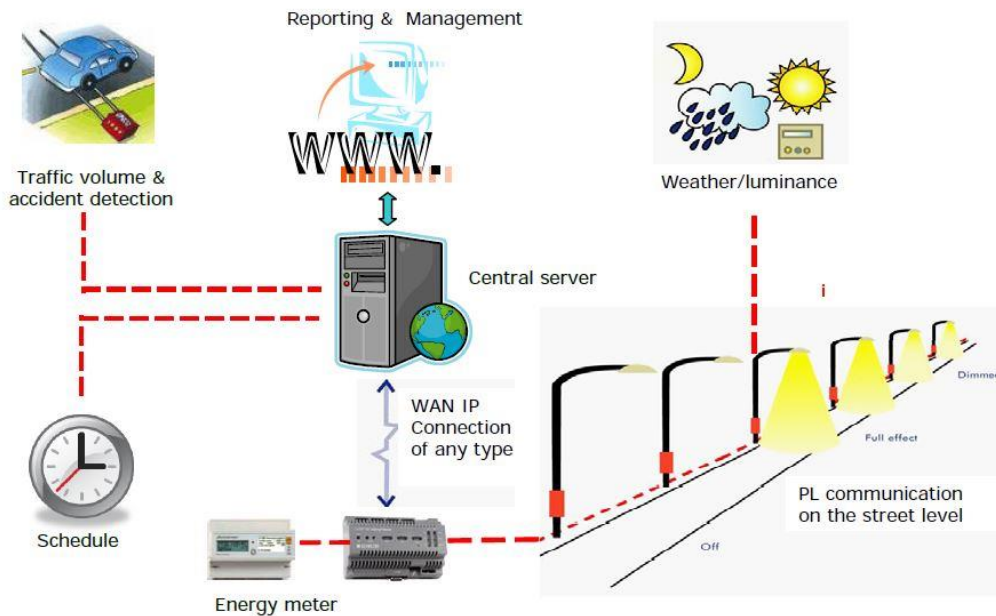 Reporting & Management
WWW.
Traffic volume &
accident detection
Weather/luminance
Central server
i
WAN IP
Connection
of any type
Dimmed
Full effect
PL communication
on the street level
Off
Schedule
Energy meter